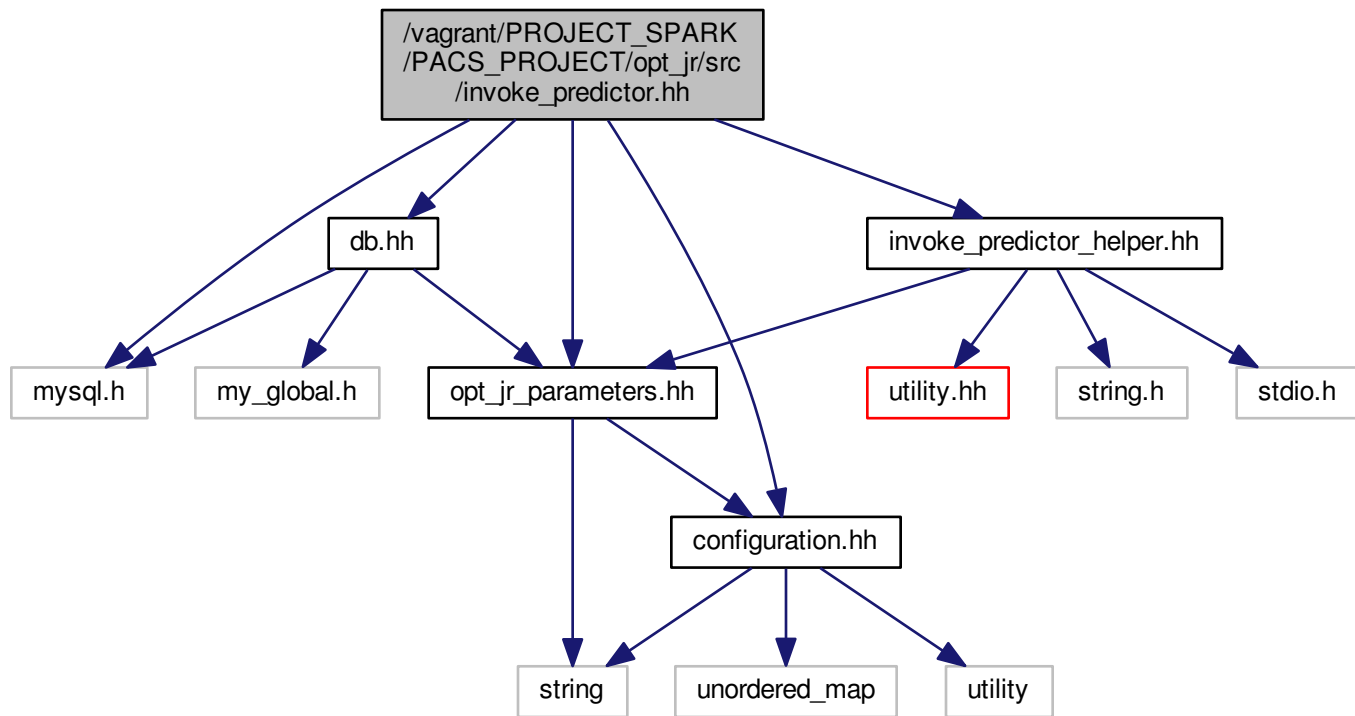 /vagrant/PROJECT_SPARK
/PACS_PROJECT/opt_jr/src
/invoke_predictor.hh
db.hh
invoke_predictor_helper.hh
mysql.h
my_global.h
opt_jr_parameters.hh
utility.hh
string.h
stdio.h
configuration.hh
string
unordered_map
utility